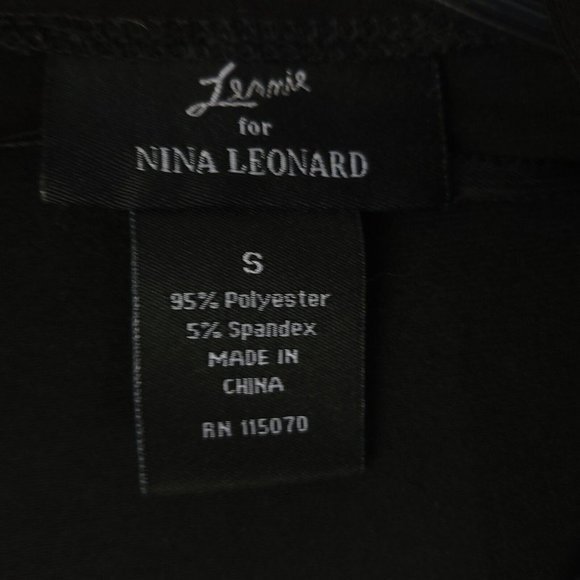 Lennie
for
NINA LEONARD
S
95% Polyester
5% Spandex
MADE IN
CHINA
RN 115070